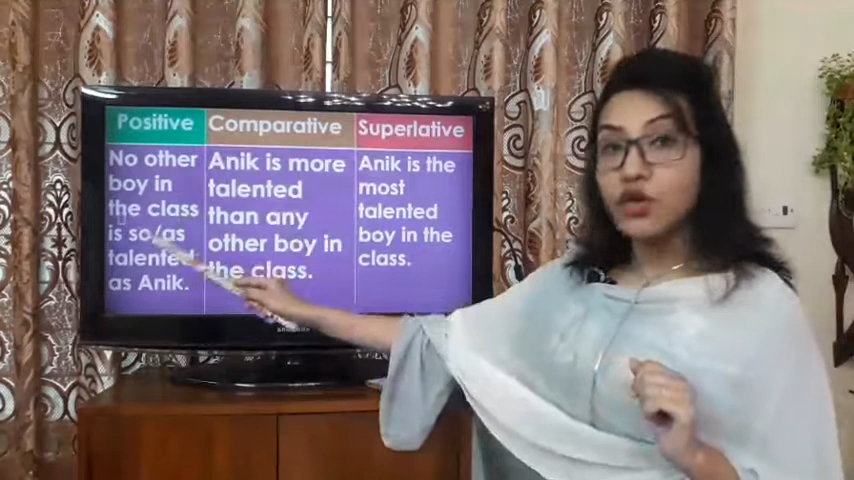 Positive
No other
boy in
the class
is so/as
talented
as Anik.
Comparative
Anik is more
talented
than any
other boy in
the class.
Superlative
Anik is the
most
talented
boy in the
class.